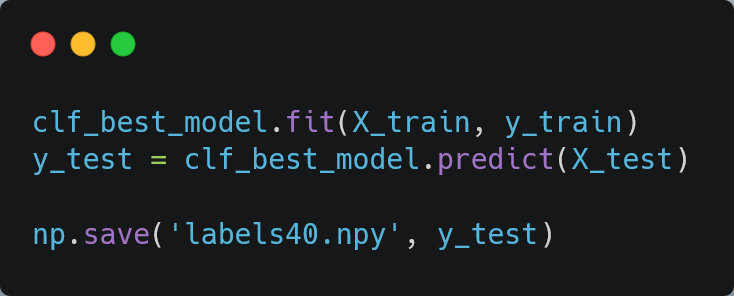 clf_best_model.fit(X_train, y_train)
y_test = clf_best_model.predict(X_test)
np.save('labels40.npy', y_test)